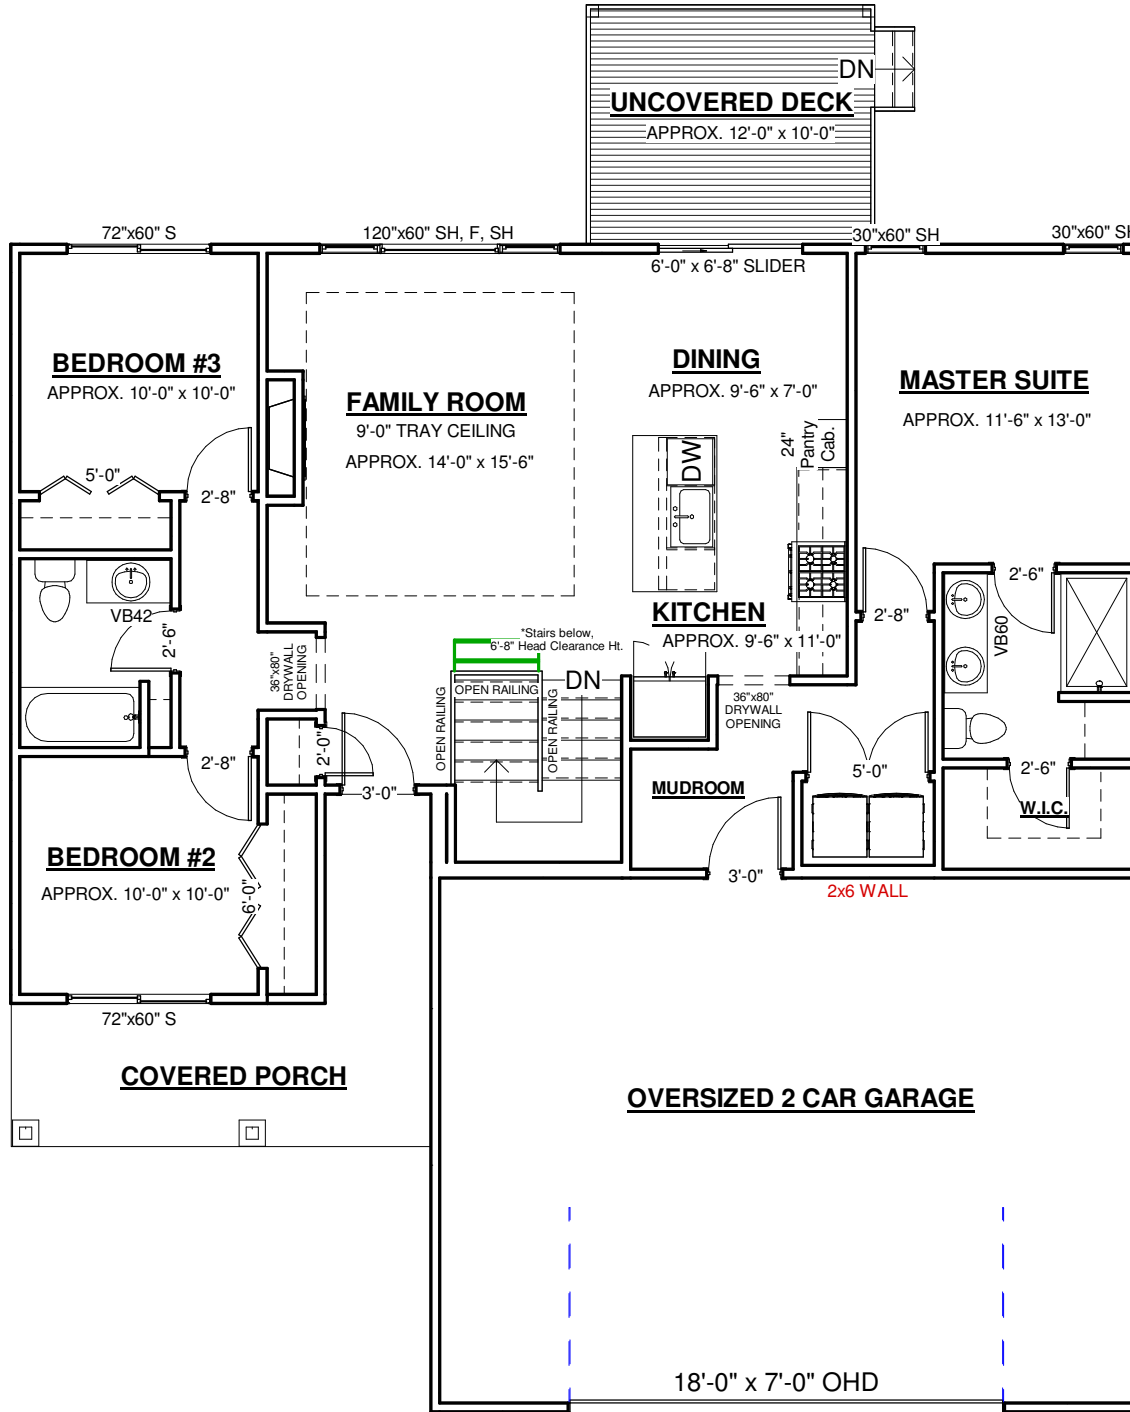 DN
UNCOVERED DECK
APPROX. 12'-0" x 10'-0"
72"x60" S
120"x60" SH, F, SH
30"x60" SH
30"x60" SH
6'-0" x 6'-8" SLIDER
BEDROOM #3
APPROX. 10'-0" x 10'-0"
FAMILY ROOM
9'-0" TRAY CEILING
APPROX. 14'-0" x 15'-6"
DINING
APPROX. 9'-6" x 7'-0"
MASTER SUITE
APPROX. 11'-6" x 13'-0"
24"
Pantry
Cab.
DW
5'-0"
2'-8"
VB42
2'-6"
36"x80"
DRYWALL
OPENING
KITCHEN
APPROX. 9'-6" x 11'-0"
*Stairs below,
6'-8" Head Clearance Ht.
OPEN RAILING
OPEN RAILING
OPEN RAILING
DN
36"x80"
DRYWALL
OPENING
2'-8"
2'-6"
VB60
2'-8"
2'-0"
3'-0"
MUDROOM
5'-0"
2'-6"
W.I.C.
BEDROOM #2
APPROX. 10'-0" x 10'-0"
6'-0"
3'-0"
2x6 WALL
72"x60" S
COVERED PORCH
OVERSIZED 2 CAR GARAGE
18'-0" x 7'-0" OHD